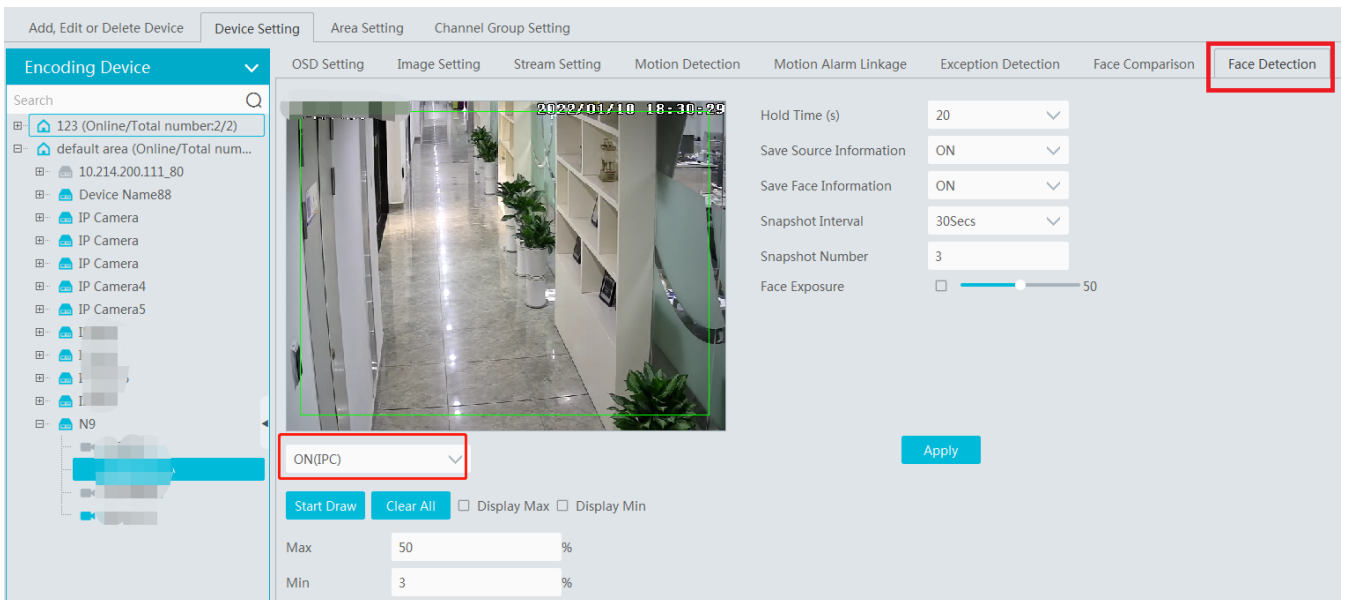 Add, Edit or Delete Device Device Setting Area Setting Channel Group Setting
Encoding Device
Search
123 (Online/Total number:2/2)
default area (Online/Total num...
10.214.200.111_80
Device Name88
IP Camera
IP Camera
IP Camera
IP Camera4
IP Camera5
N9
OSD Setting Image Setting Stream Setting Motion Detection Motion Alarm Linkage Exception Detection Face Comparison Face Detection
2022/01/10 18:30:29
ON(IPC)
Start Draw Clear All Display Max Display Min
Max 50 %
Min 3 %
Hold Time (s) 20
Save Source Information ON
Save Face Information ON
Snapshot Interval 30Secs
Snapshot Number 3
Face Exposure 50
Apply